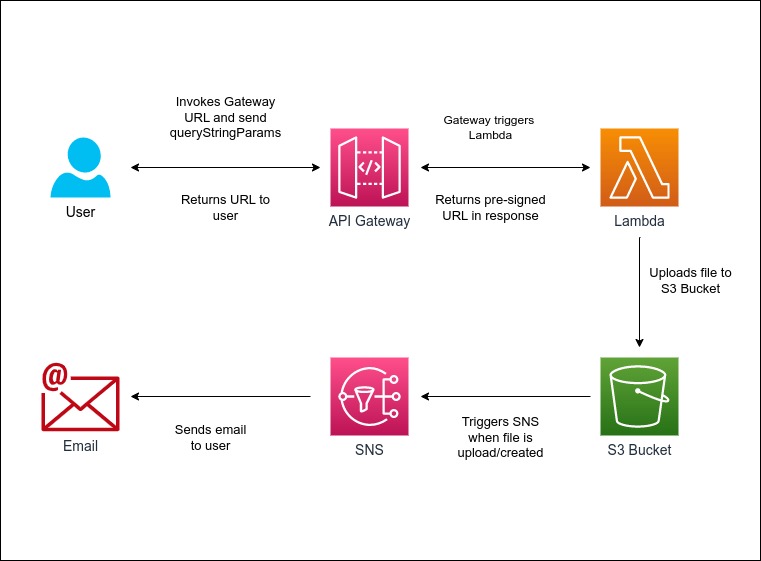 Invokes Gateway
URL and send
queryStringParams
Gateway triggers
Lambda
Returns URL to
user
Returns pre-signed
URL in response
User
API Gateway
Lambda
Uploads file to
S3 Bucket
@
Sends email
to user
Triggers SNS
when file is
upload/created
Email
SNS
S3 Bucket